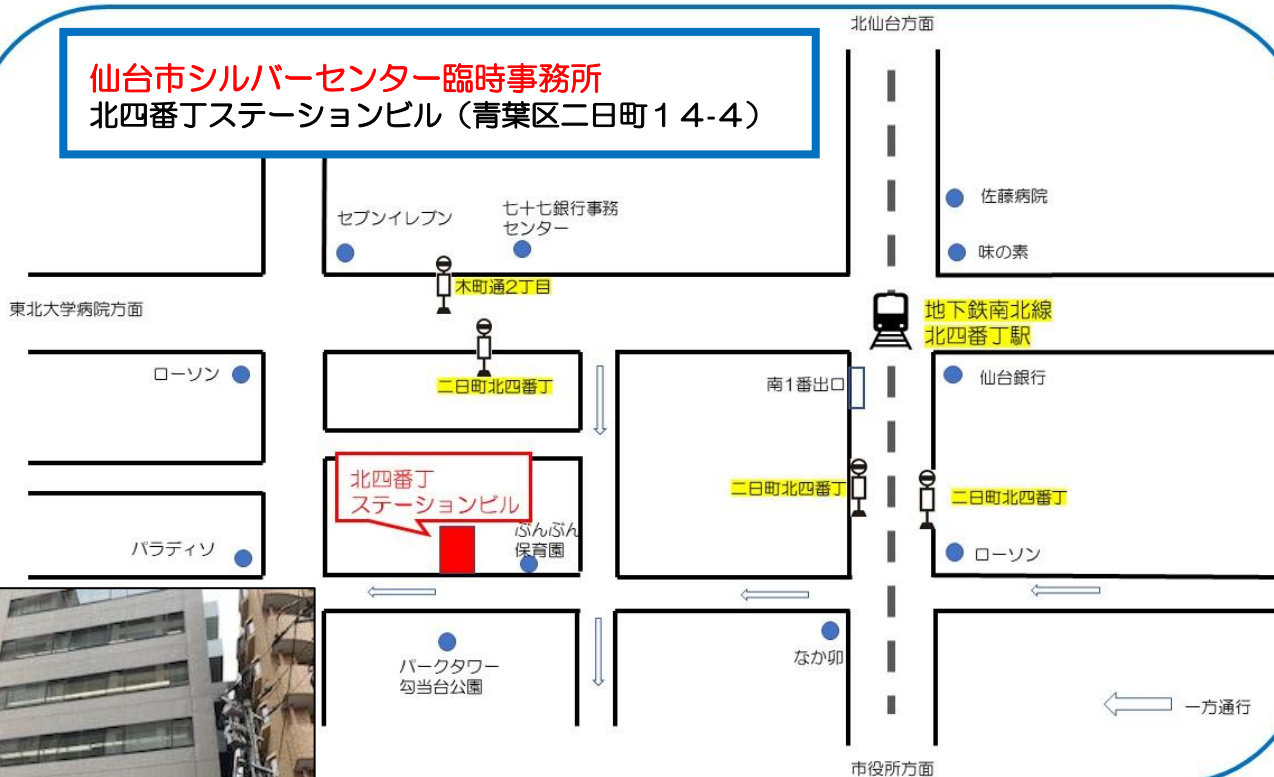 北仙台方面
仙台市シルバーセンター臨時事務所
北四番丁ステーションビル（青葉区二日町１４-４）
佐藤病院
セブンイレブン
七十七銀行事務
センター
味の素
木町通2丁目
東北大学病院方面
地下鉄南北線
北四番丁駅
ローソン
二日町北四番丁
南1番出口
仙台銀行
北四番丁
ステーションビル
二日町北四番丁
二日町北四番丁
ぶんぶん
保育園
パラディソ
ローソン
パークタワー
勾当台公園
なか卯
一方通行
市役所方面